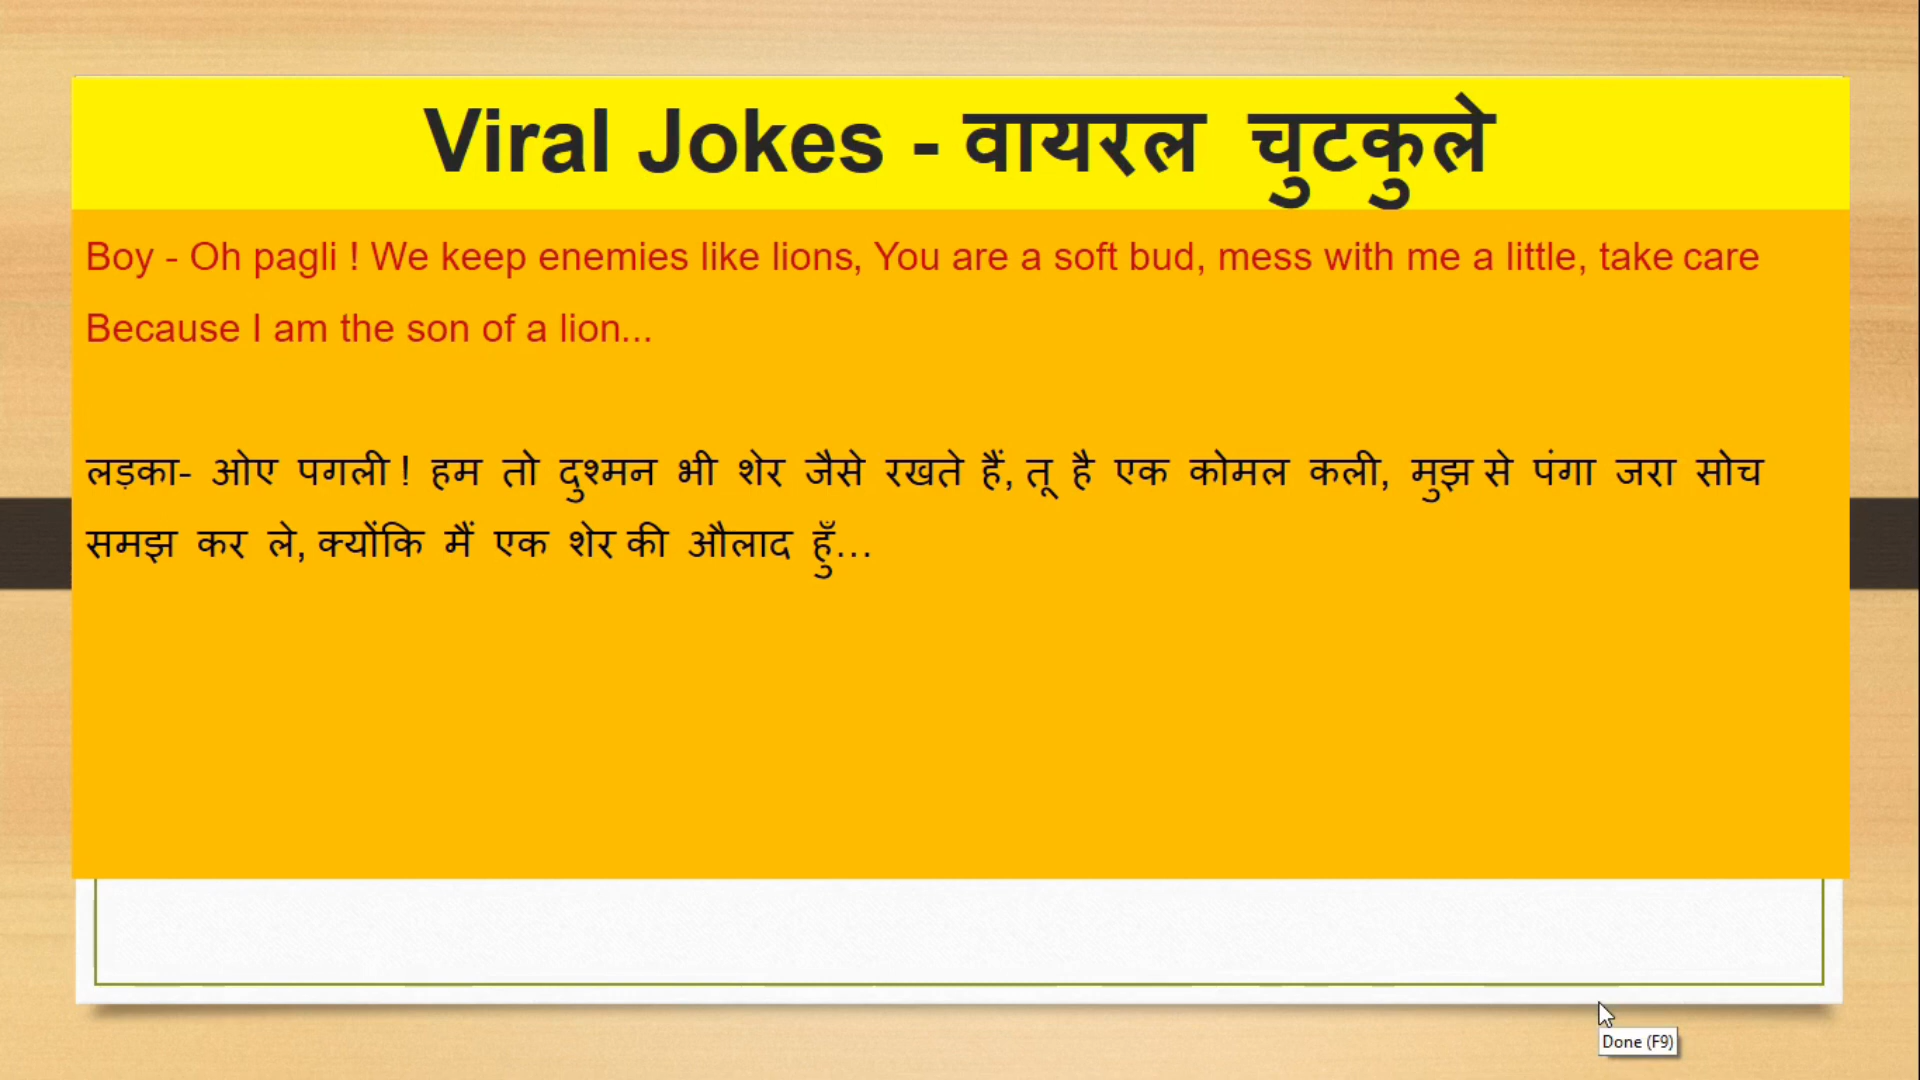 Viral Jokes - वायरल चुटकुले
Boy - Oh pagli ! We keep enemies like lions, You are a soft bud, mess with me a little, take care
Because I am the son of a lion...
लड़का- ओए पगली ! हम तो दुश्मन भी शेर जैसे रखते हैं, तू है एक कोमल कली, मुझ से पंगा जरा सोच
समझ कर ले, क्योंकि मैं एक शेर की औलाद हुँ...
Done (F9)